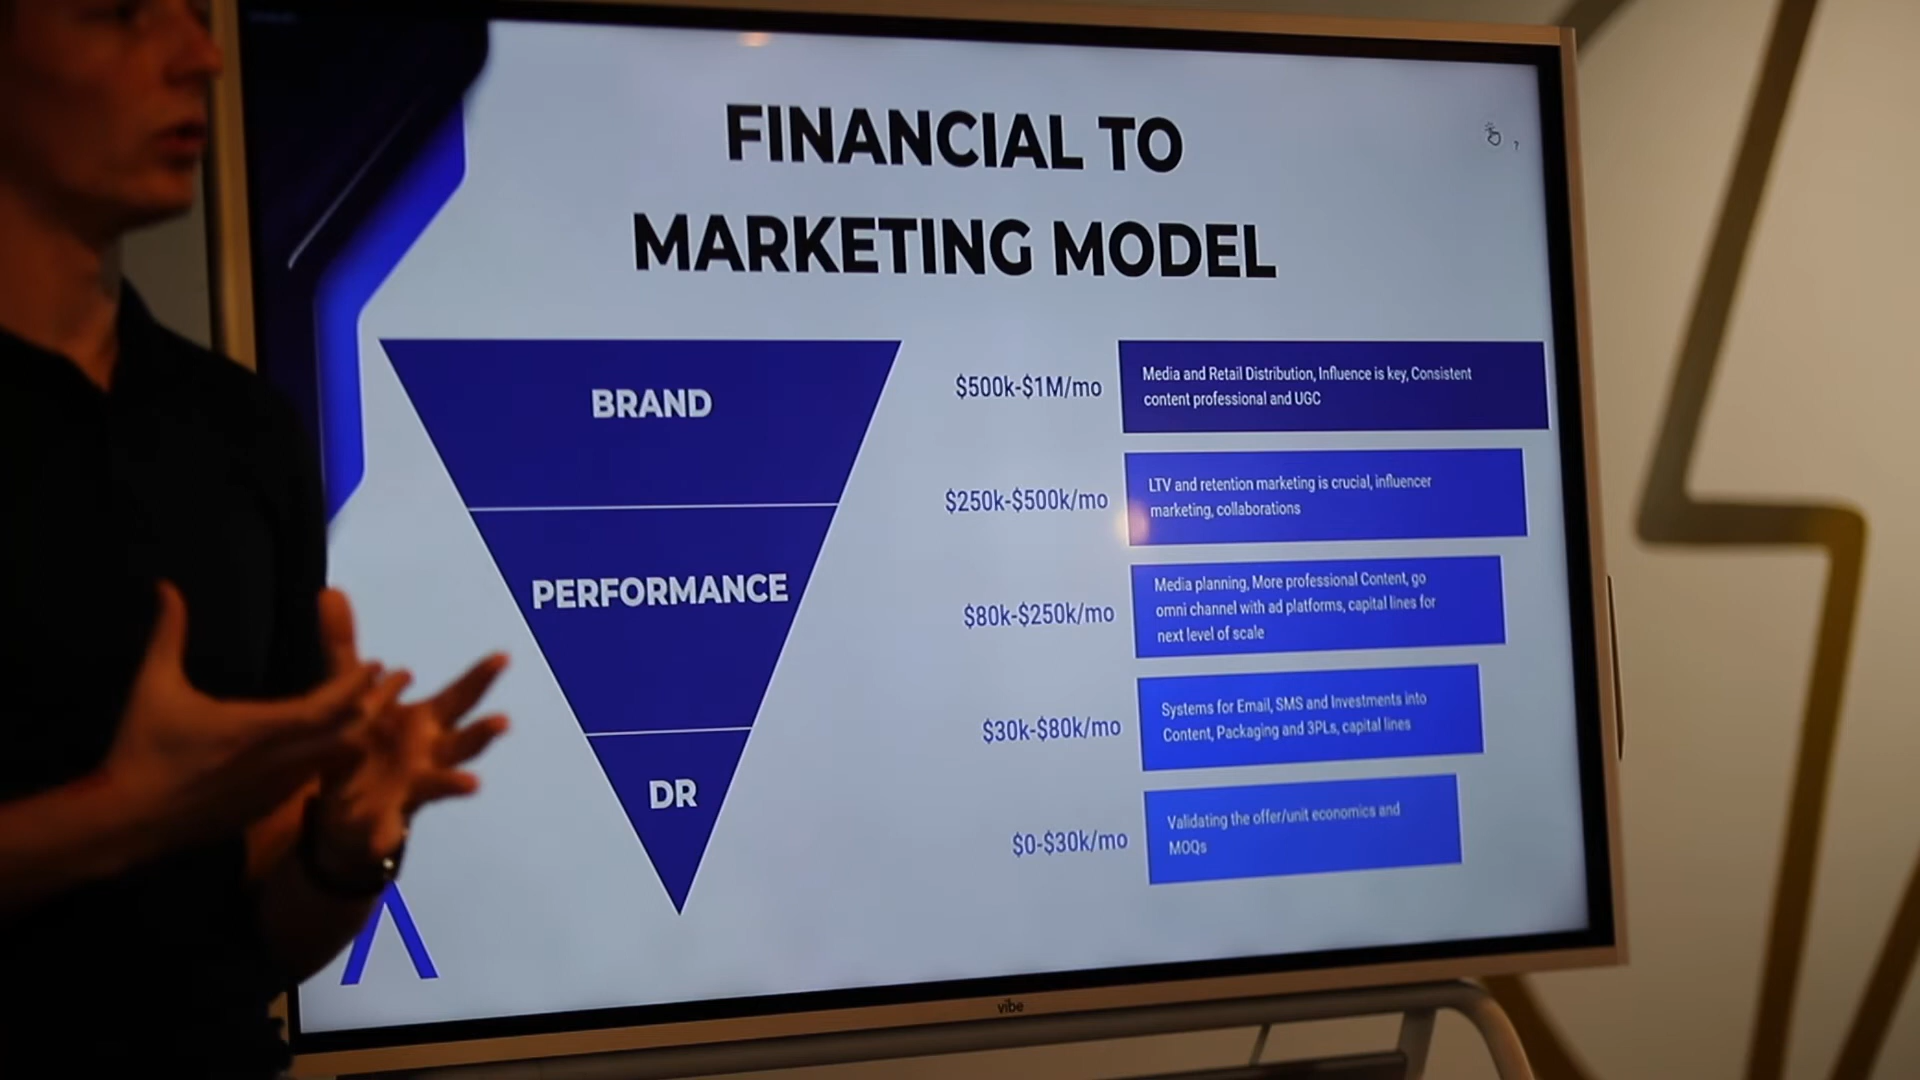 FINANCIAL TO
MARKETING MODEL
?
BRAND
PERFORMANCE
DR
$500k-$1M/mo
Media and Retail Distribution, Influence is key, Consistent
content professional and UGC
$250k-$500k/mo
LTV and retention marketing is crucial, influencer
marketing, collaborations
$80k-$250k/mo
Media planning, More professional Content, go
omni channel with ad platforms, capital lines for
next level of scale
$30k-$80k/mo
Systems for Email, SMS and Investments into
Content, Packaging and 3PLs, capital lines
$0-$30k/mo
Validating the offer/unit economics and
MOQs
vibe